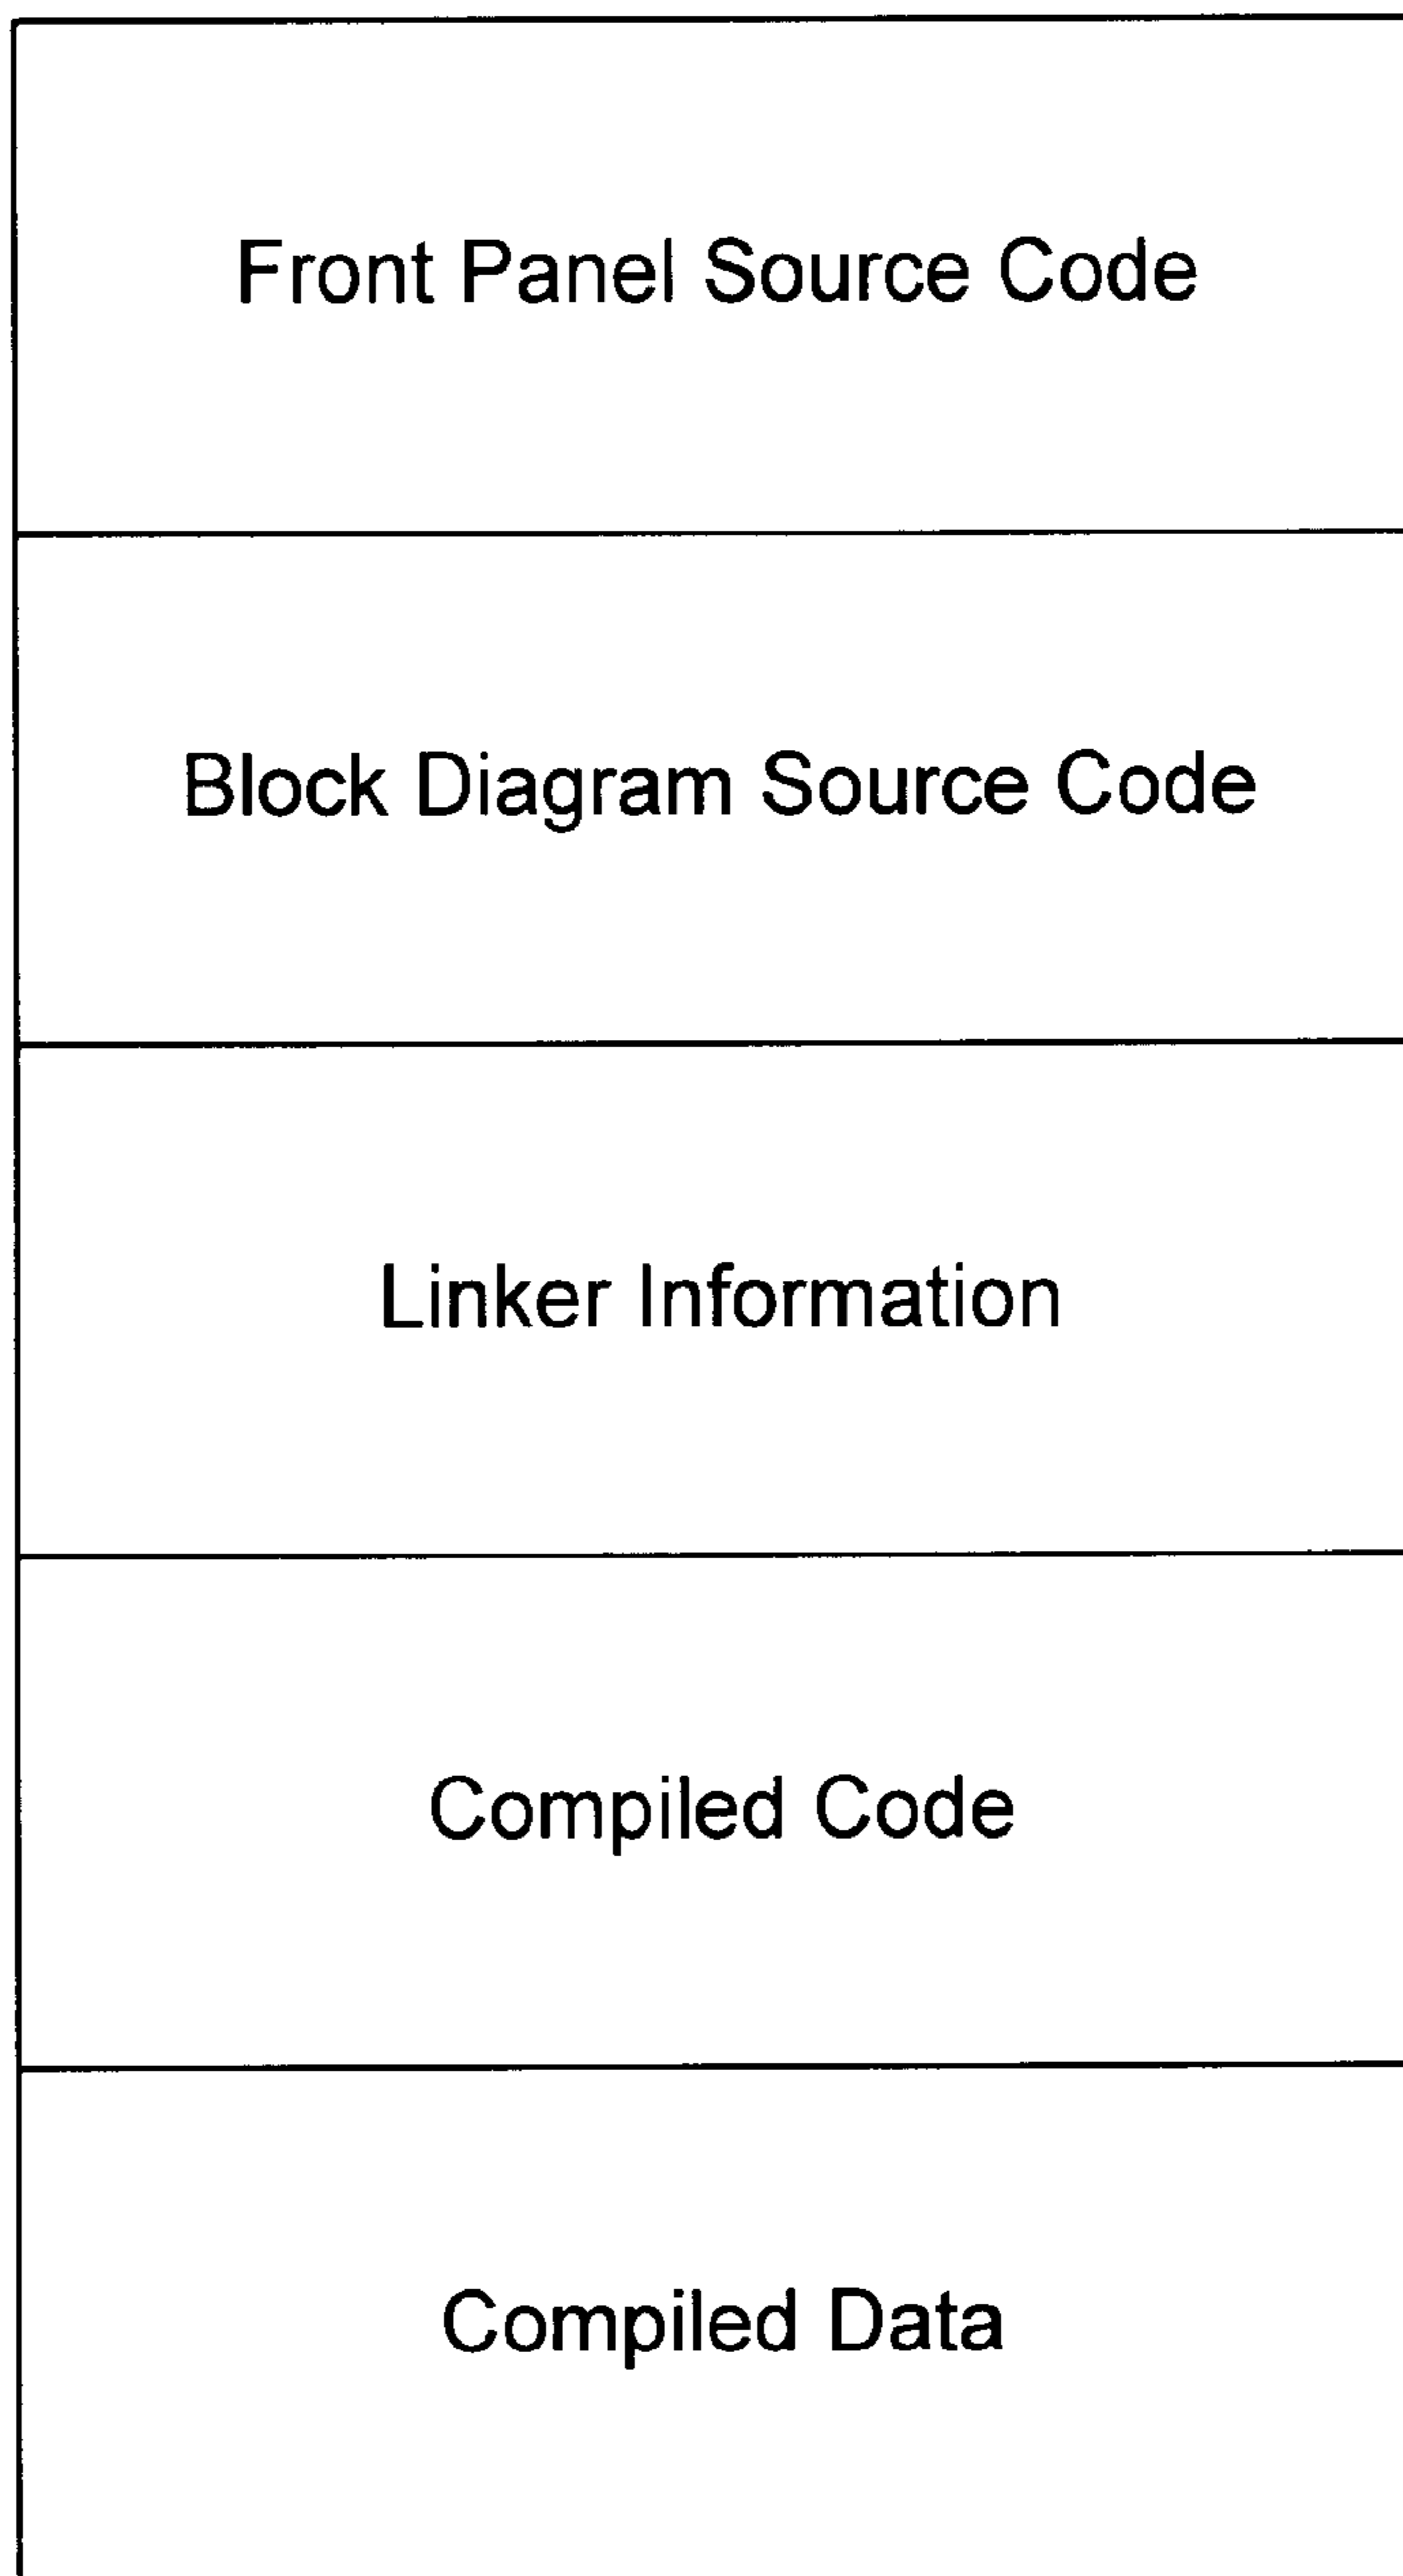 Front Panel Source Code
Block Diagram Source Code
Linker Information
Compiled Code
Compiled Data